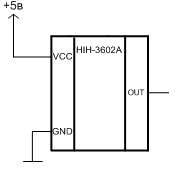 +5в
VCC
HIH-3602A
OUT
GND